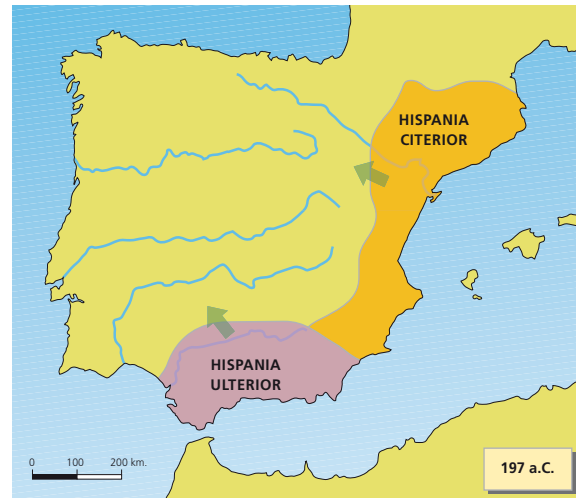 HISPANIA
CITERIOR
HISPANIA
ULTERIOR
0 100 200 km.
197 a.C.